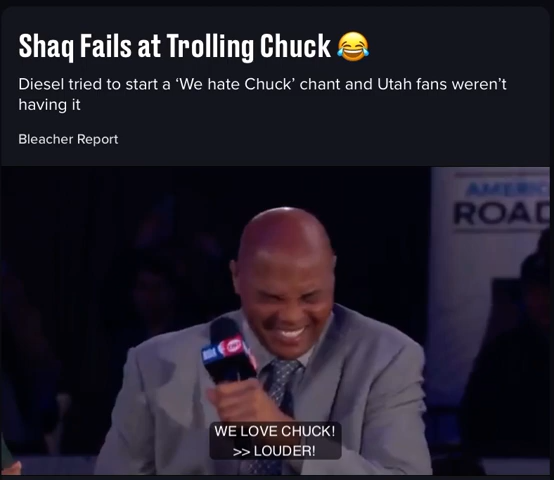 Shaq Fails at Trolling Chuck 😂
Diesel tried to start a ‘We hate Chuck’ chant and Utah fans weren’t
having it
Bleacher Report
ROAD
WE LOVE CHUCK!
>> LOUDER!